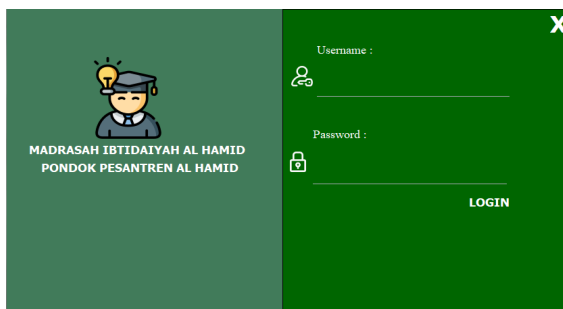 X
Username :
Password :
LOGIN
MADRASAH IBTIDAIYAH AL HAMID
PONDOK PESANTREN AL HAMID